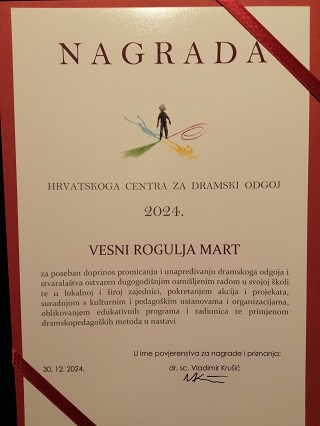 NAGRADA
HRVATSKOGA CENTRA ZA DRAMSKI ODGOJ
2024.
VESNI ROGULJA MART
za poseban doprinos promicanju i unapređivanju dramskoga odgoja i
stvaralaštva ostvaren dugogodišnjim osmišljenim radom u svojoj školi
te u lokalnoj i široj zajednici, pokretanjem akcija i projekata,
suradnjom s kulturnim i pedagoškim ustanovama i organizacijama,
oblikovanjem edukativnih programa i radionica te primjenom
dramskopedagoških metoda u nastavi
U ime povjerenstva za nagrade i priznanja:
30. 12. 2024.
dr. sc. Vladimir Krušić